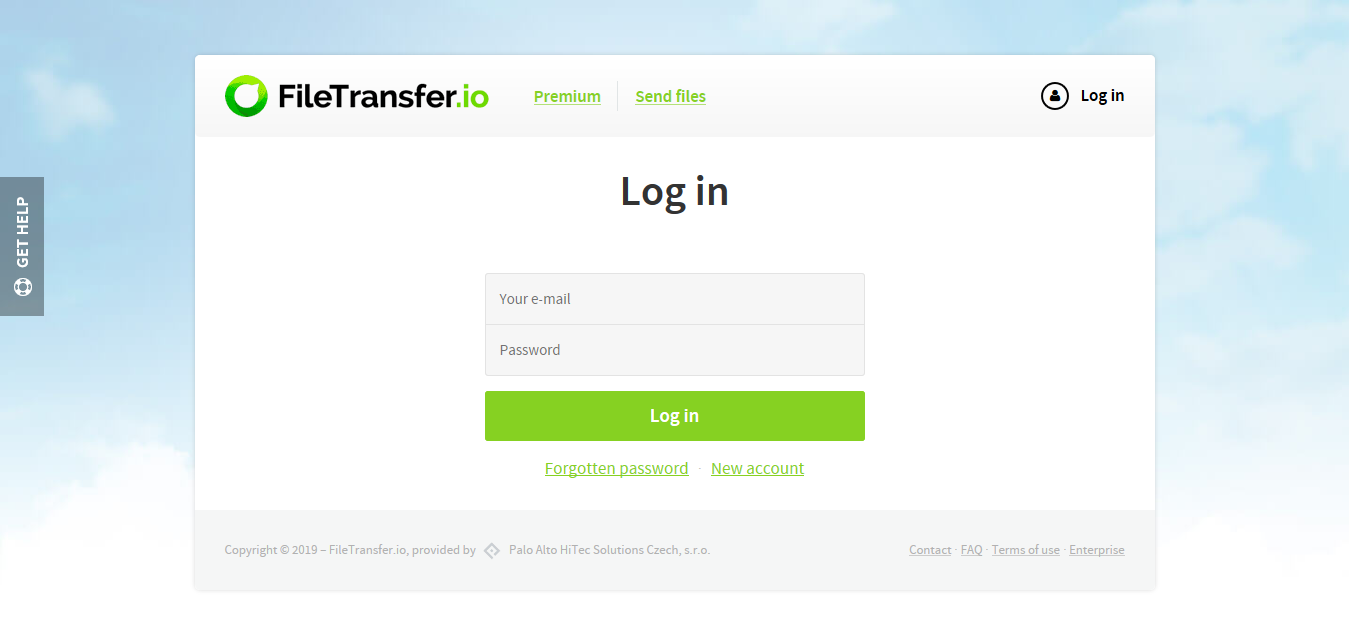 FileTransfer.io
Premium
Send files
Log in
GET HELP
Log in
Your e-mail
Password
Log in
Forgotten password · New account
Copyright © 2019 – FileTransfer.io, provided by Palo Alto HiTec Solutions Czech, s.r.o.
Contact · FAQ · Terms of use · Enterprise